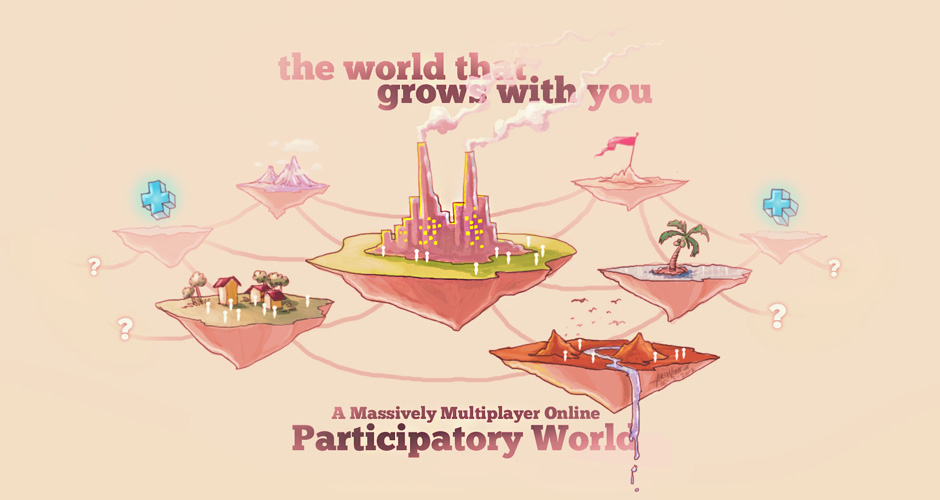 the world that
grows with you
?
?
?
?
A Massively Multiplayer Online
Participatory World